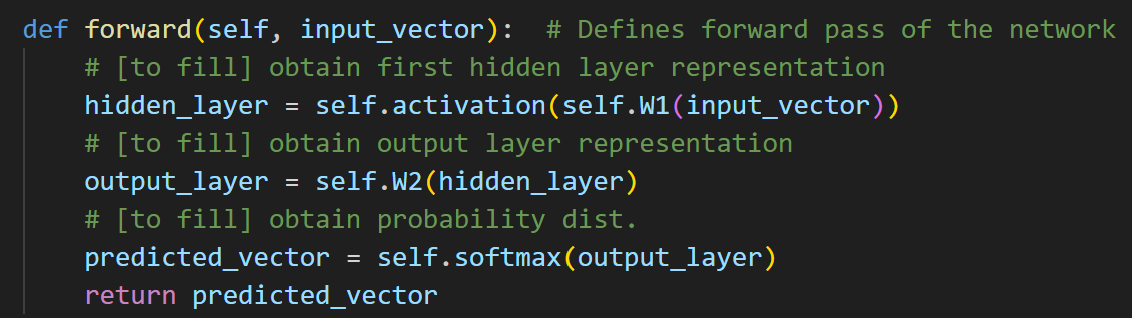 def forward(self, input_vector):  # Defines forward pass of the network
    # [to fill] obtain first hidden layer representation
    hidden_layer = self.activation(self.W1(input_vector))
    # [to fill] obtain output layer representation
    output_layer = self.W2(hidden_layer)
    # [to fill] obtain probability dist.
    predicted_vector = self.softmax(output_layer)
    return predicted_vector